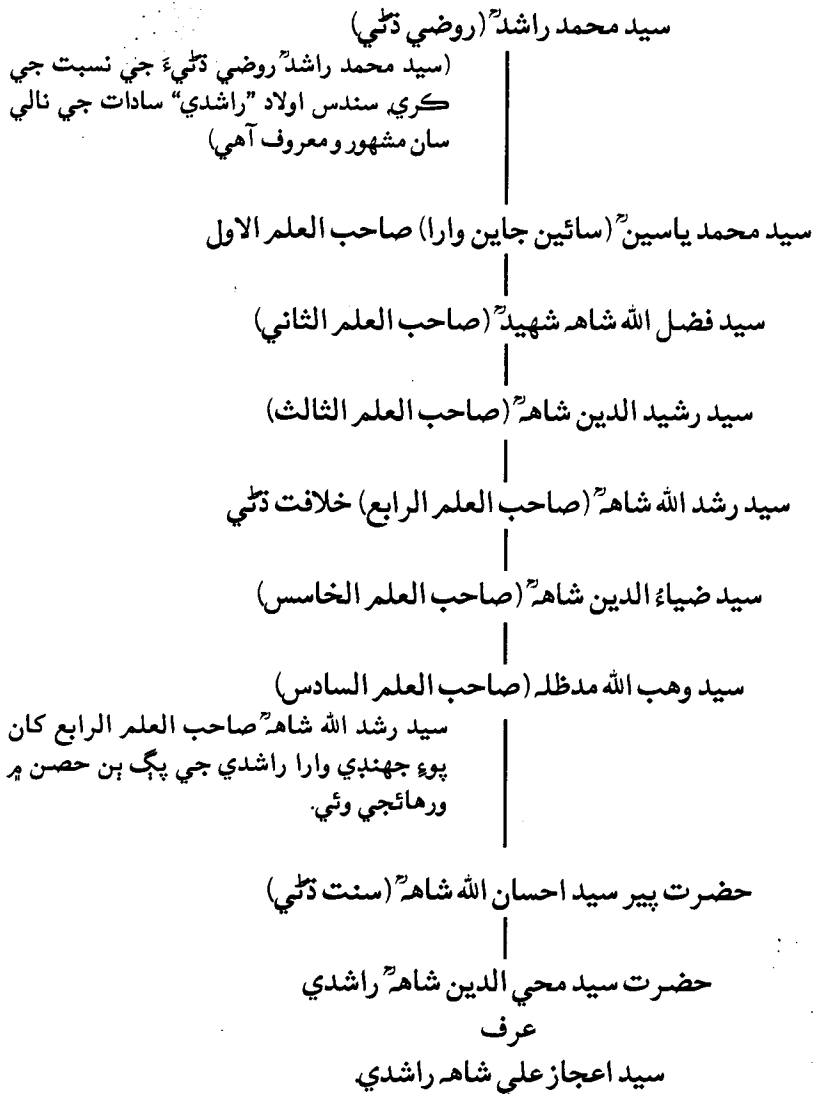 سيد محمد راشدؒ (روضي ڌڻي)
(سيد محمد راشدؒ روضي ڌڻيءَ جي نسبت جي
ڪري سندس اولاد ”راشدي“ سادات جي نالي
سان مشهور و معروف آهي)
سيد محمد ياسينؒ (سائين جاين وارا) صاحب العلم الاول
سيد فضل الله شاهہ شهيدؒ (صاحب العلم الثاني)
سيد رشيد الدين شاهہؒ (صاحب العلم الثالث)
سيد رشد الله شاهہؒ (صاحب العلم الرابع) خلافت ڌڻي
سيد ضياءُ الدين شاهہؒ (صاحب العلم الخامس)
سيد وهب الله مدظلہ (صاحب العلم السادس)
سيد رشد الله شاهہؒ صاحب العلم الرابع کان
پوءِ جهنڊي وارا راشدي جي پڳ ٻن حصن ۾
ورهائجي وئي.
حضرت پير سيد احسان الله شاهہؒ (سنت ڌڻي)
حضرت سيد محي الدين شاهہؒ راشدي
عرف
سيد اعجاز علي شاهہ راشدي